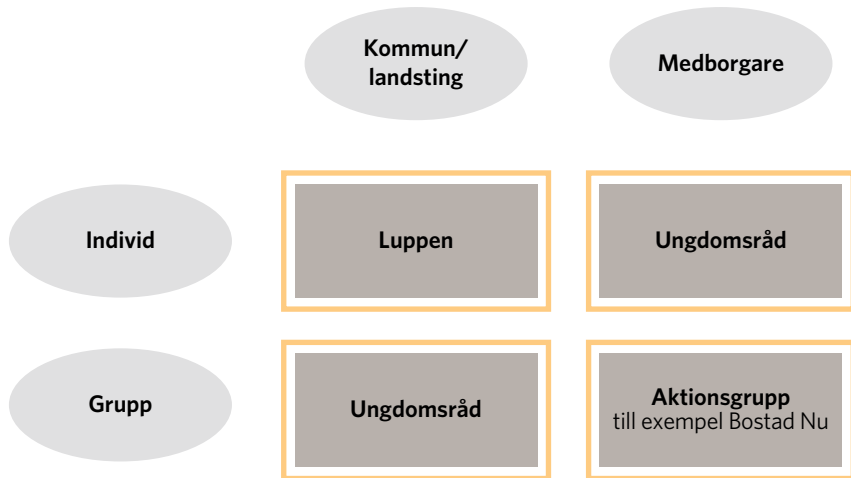 Kommun/
landsting
Medborgare
Individ
Luppen
Ungdomsråd
Grupp
Ungdomsråd
Aktionsgrupp
till exempel Bostad Nu